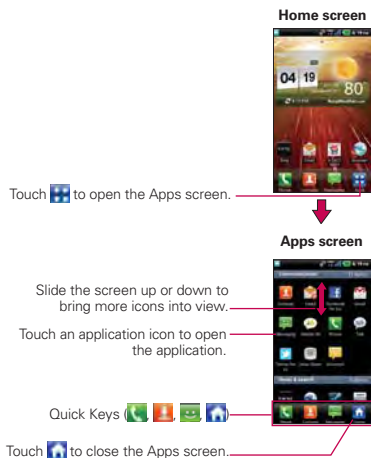 Home screen
04 19
80°
Touch to open the Apps screen.
Apps screen
Slide the screen up or down to
bring more icons into view.
Touch an application icon to open
the application.
Quick Keys ( , , , )
Touch to close the Apps screen.